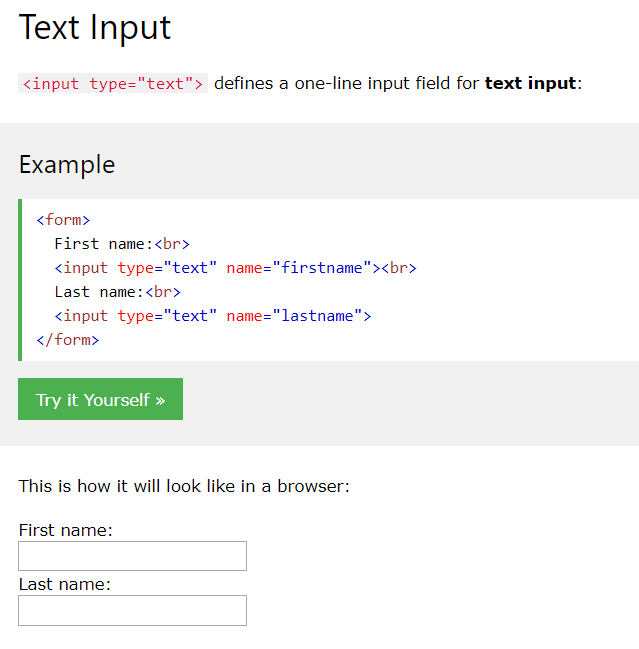 Text Input
<input type="text"> defines a one-line input field for text input:
Example
<form>
  First name:<br>
  <input type="text" name="firstname"><br>
  Last name:<br>
  <input type="text" name="lastname">
</form>
Try it Yourself »
This is how it will look like in a browser:
First name:
Last name: